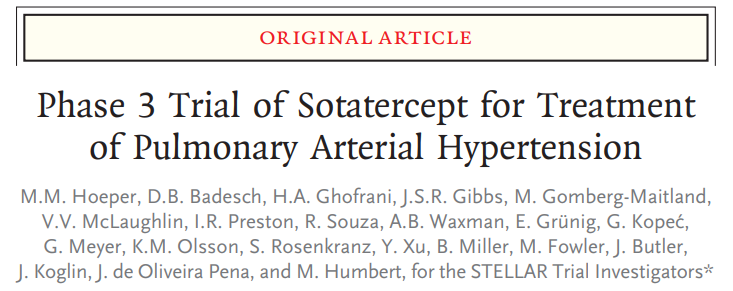 ORIGINAL ARTICLE
Phase 3 Trial of Sotatercept for Treatment
of Pulmonary Arterial Hypertension
M.M. Hoeper, D.B. Badesch, H.A. Ghofrani, J.S.R. Gibbs, M. Gomberg-Maitland,
V.V. McLaughlin, I.R. Preston, R. Souza, A.B. Waxman, E. Grünig, G. Kopeć,
G. Meyer, K.M. Olsson, S. Rosenkranz, Y. Xu, B. Miller, M. Fowler, J. Butler,
J. Koglin, J. de Oliveira Pena, and M. Humbert, for the STELLAR Trial Investigators*